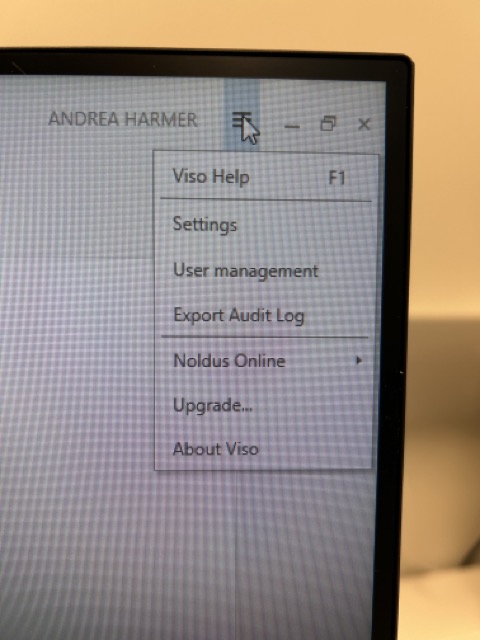 ANDREA HARMER
Viso Help F1
Settings
User management
Export Audit Log
Noldus Online
Upgrade...
About Viso